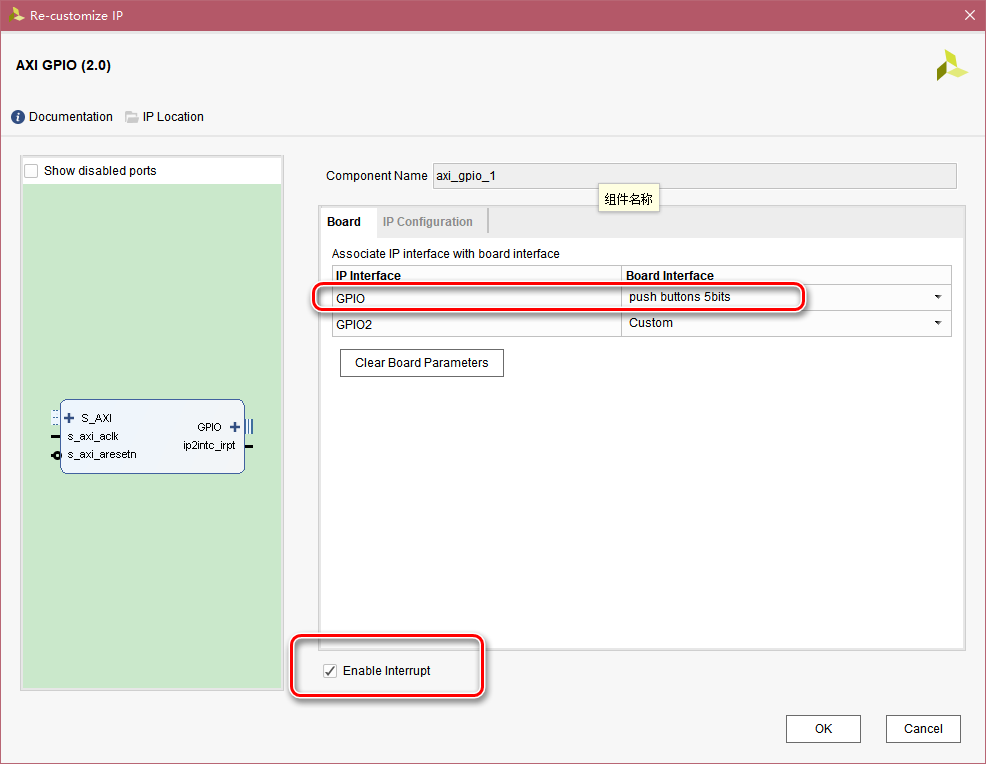 Re-customize IP
AXI GPIO (2.0)
Documentation IP Location
Show disabled ports
S_AXI
s_axi_aclk
s_axi_aresetn
GPIO
ip2intc_irpt
Component Name axi_gpio_1
组件名称
Board IP Configuration
Associate IP interface with board interface
IP Interface Board Interface
GPIO push buttons 5bits
GPIO2 Custom
Clear Board Parameters
Enable Interrupt
OK Cancel